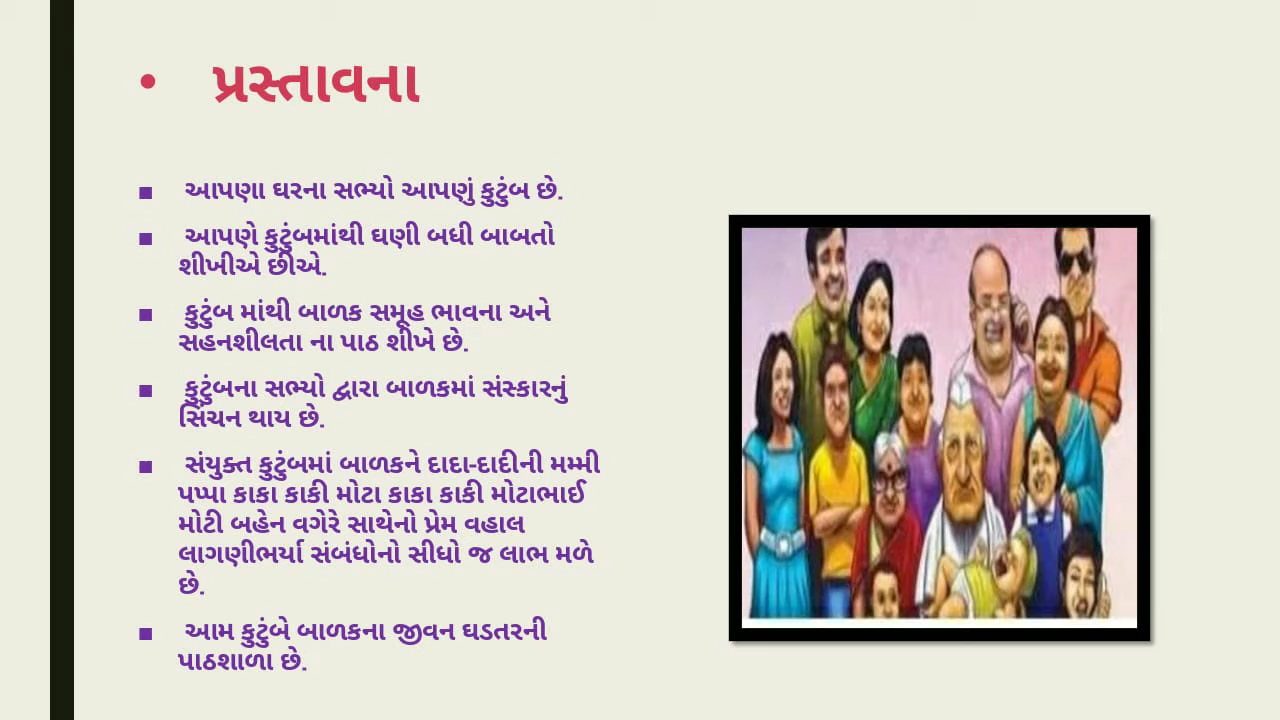 • પ્રસ્તાવના
▪ આપણા ઘરના સભ્યો આપણું કુટુંબ છે.
▪ આપણે કુટુંબમાંથી ઘણી બધી બાબતો
શીખીએ છીએ.
▪ કુટુંબ માંથી બાળક સમૂહ ભાવના અને
સહનશીલતા ના પાઠ શીખે છે.
▪ કુટુંબના સભ્યો દ્વારા બાળકમાં સંસ્કારનું
સિંચન થાય છે.
▪ સંયુક્ત કુટુંબમાં બાળકને દાદા-દાદીની મમ્મી
પપ્પા કાકા કાકી મોટા કાકા કાકી મોટાભાઈ
મોટી બહેન વગેરે સાથેનો પ્રેમ વહાલ
લાગણીભર્યા સંબંધોનો સીધો જ લાભ મળે
છે.
▪ આમ કુટુંબે બાળકના જીવન ઘડતરની
પાઠશાળા છે.